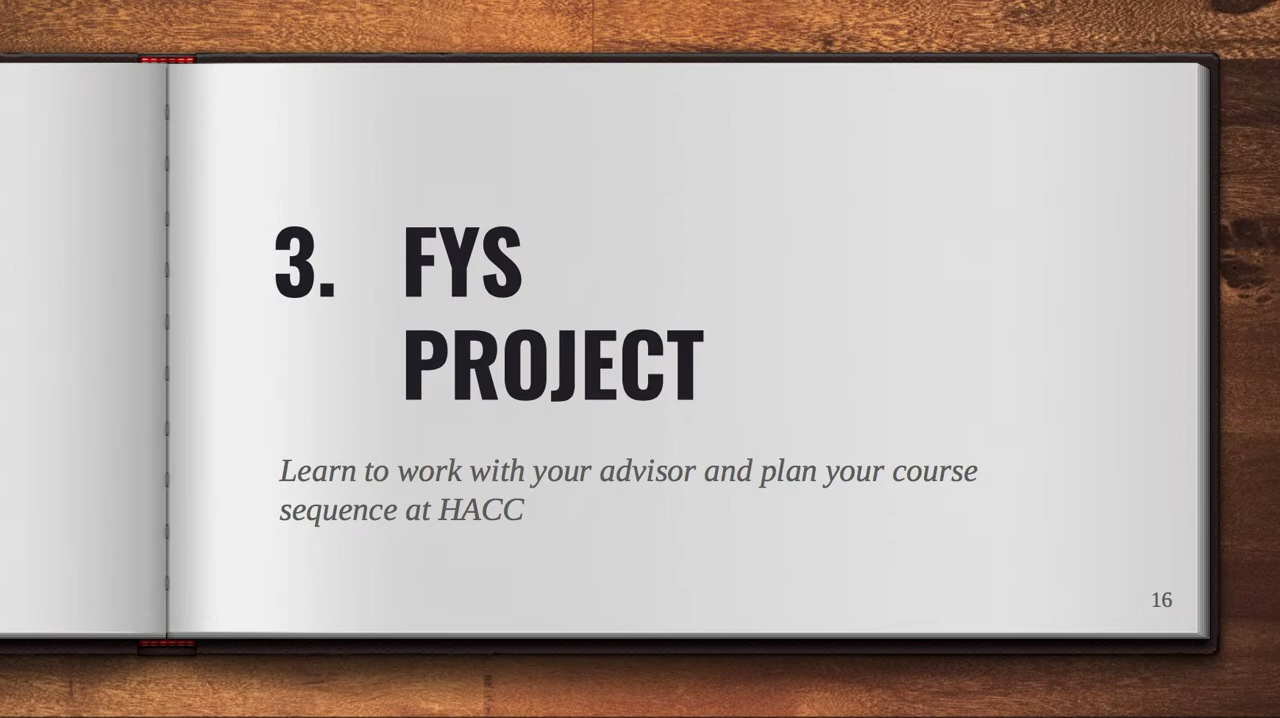 3. FYS
PROJECT
Learn to work with your advisor and plan your course
sequence at HACC
16